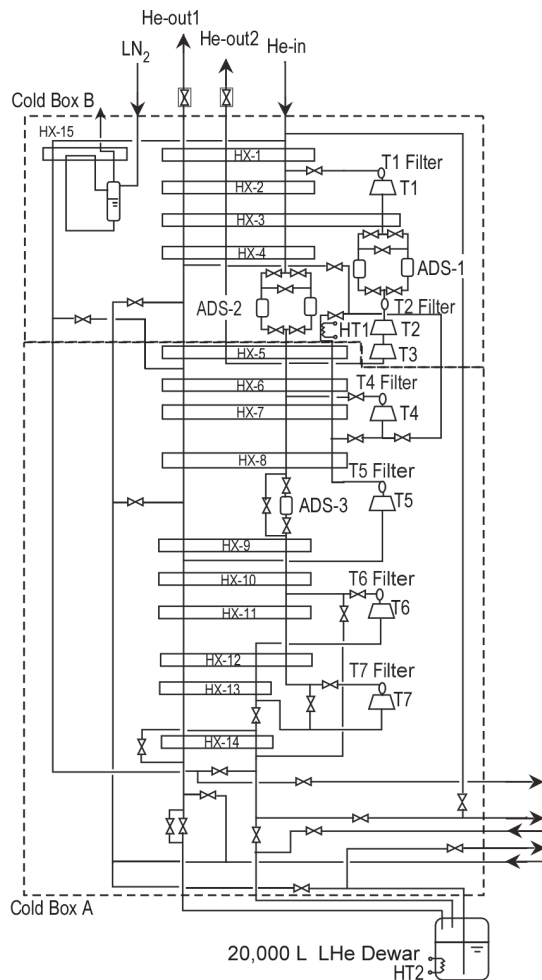 He-out1
He-out2
He-in
LN2
Cold Box B
HX-15
HX-1
T1 Filter
HX-2
T1
HX-3
HX-4
ADS-1
ADS-2
T2 Filter
HT1
T2
HX-5
T3
HX-6
T4 Filter
HX-7
T4
HX-8
T5 Filter
ADS-3
T5
HX-9
HX-10
T6 Filter
HX-11
T6
HX-12
T7 Filter
HX-13
T7
HX-14
Cold Box A
20,000 L LHe Dewar
HT2